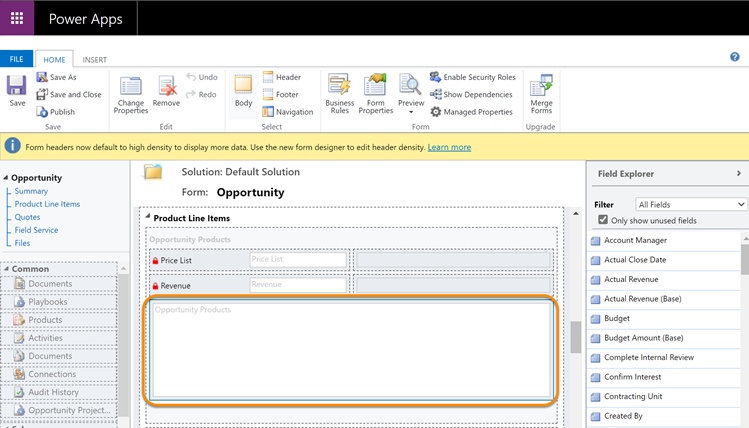 Power Apps
FILE HOME INSERT
Save
Save As
Save and Close
Publish
Save
Change Properties
Remove
Undo
Redo
Edit
Body
Header
Footer
Navigation
Select
Business Rules
Form Properties
Preview
Enable Security Roles
Show Dependencies
Managed Properties
Form
Merge Forms
Upgrade
Form headers now default to high density to display more data. Use the new form designer to edit header density. Learn more
Opportunity
Summary
Product Line Items
Quotes
Field Service
Files
Common
Documents
Playbooks
Products
Activities
Documents
Connections
Audit History
Opportunity Project...
Solution: Default Solution
Form: Opportunity
Product Line Items
Opportunity Products
Price List Price List
Revenue Revenue
Opportunity Products
Field Explorer
Filter All Fields
Only show unused fields
Account Manager
Actual Close Date
Actual Revenue
Actual Revenue (Base)
Budget
Budget Amount (Base)
Complete Internal Review
Confirm Interest
Contracting Unit
Created By